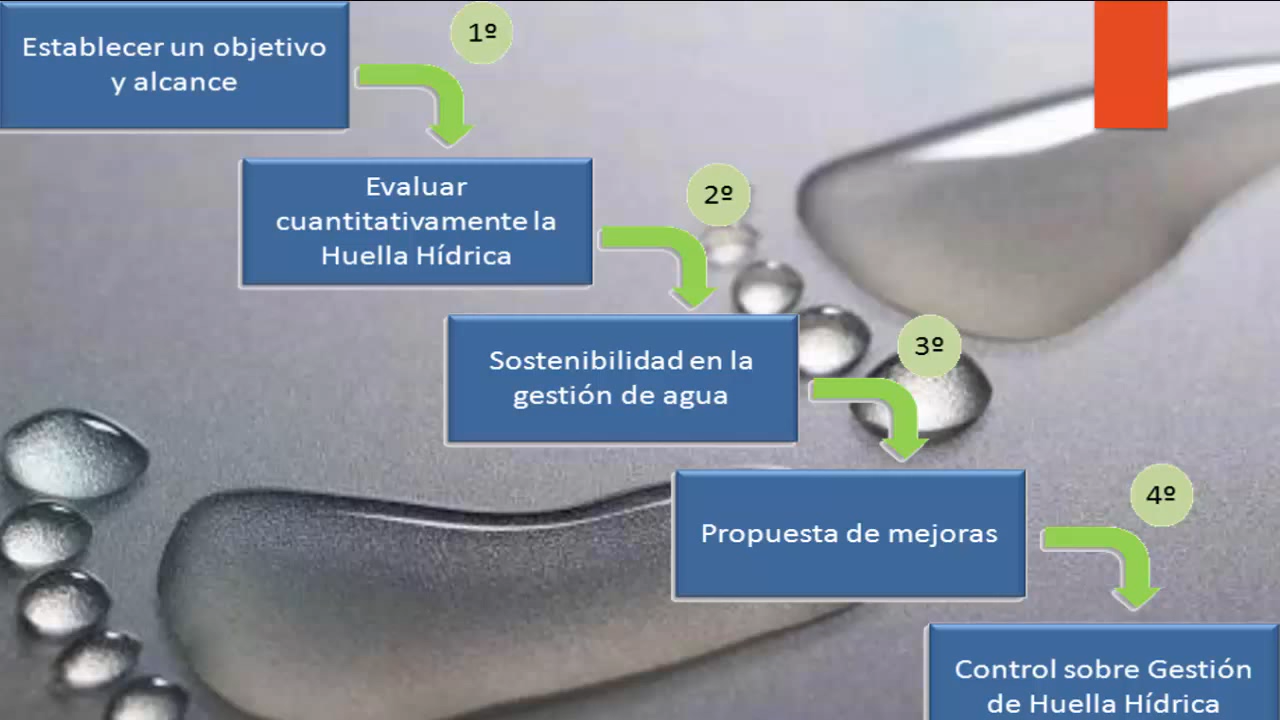 Establecer un objetivo
y alcance
1º
Evaluar
cuantitativamente la
Huella Hídrica
2º
Sostenibilidad en la
gestión de agua
3º
Propuesta de mejoras
4º
Control sobre Gestión
de Huella Hídrica